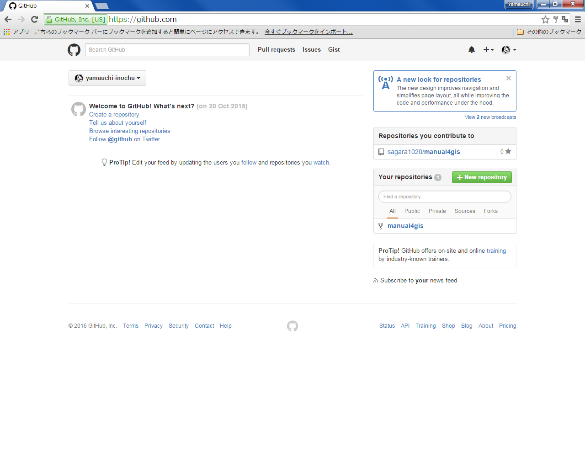 GitHub
yamauchi
GitHub, Inc. [US] https://github.com
アプリ
今すぐブックマークをインポート...
その他のブックマーク
Search GitHub
Pull requests Issues Gist
yamauchi-inochu
Welcome to GitHub! What's next? (on 20 Oct 2016)
Create a repository
Tell us about yourself
Browse interesting repositories
Follow @github on Twitter
ProTip! Edit your feed by updating the users you follow and repositories you watch.
A new look for repositories
The new design improves navigation and
simplifies page layout, all while improving the
code and performance under the hood.
View 2 new broadcasts
Repositories you contribute to
sagara1020/manual4gis 0
Your repositories 1 New repository
Find a repository...
All Public Private Sources Forks
manual4gis
ProTip! GitHub offers on-site and online training
by industry-known trainers.
Subscribe to your news feed
© 2016 GitHub, Inc. Terms Privacy Security Contact Help
Status API Training Shop Blog About Pricing